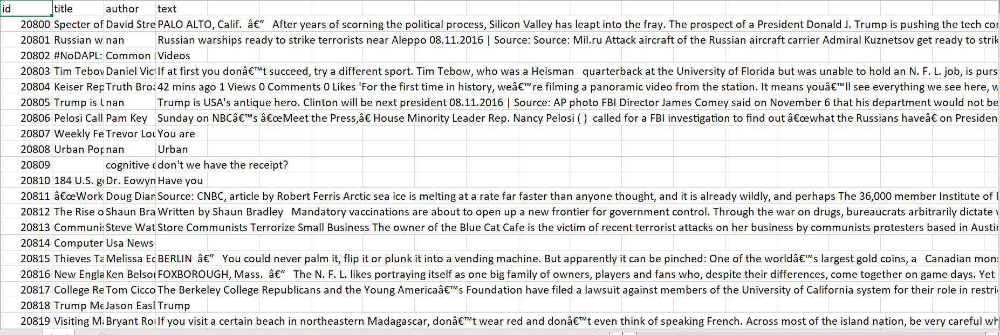 id title author text
20800 Specter of David Stre PALO ALTO, Calif. â€” After years of scorning the political process, Silicon Valley has leapt into the fray. The prospect of a President Donald J. Trump is pushing the tech co
20801 Russian w nan Russian warships ready to strike terrorists near Aleppo 08.11.2016 | Source: Source: Mil.ru Attack aircraft of the Russian aircraft carrier Admiral Kuznetsov get ready to strik
20802 #NoDAPL: Common Videos
20803 Tim Tebow Daniel Vict If at first you donâ€™t succeed, try a different sport. Tim Tebow, who was a Heisman quarterback at the University of Florida but was unable to hold an N. F. L. job, is purs
20804 Keiser Rep Truth Broa 42 mins ago 1 Views 0 Comments 0 Likes 'For the first time in history, weâ€™re filming a panoramic video from the station. It means youâ€™ll see everything we see here, w
20805 Trump is U nan Trump is USA's antique hero. Clinton will be next president 08.11.2016 | Source: AP photo FBI Director James Comey said on November 6 that his department would not be
20806 Pelosi Call Pam Key Sunday on NBCâ€™s â€œMeet the Press,â€ House Minority Leader Rep. Nancy Pelosi ( ) called for a FBI investigation to find out â€œwhat the Russians haveâ€ on Presiden
20807 Weekly Fe Trevor Lou You are
20808 Urban Pop nan Urban
20809 cognitive d don't we have the receipt?
20810 184 U.S. ge Dr. Eowyn Have you
20811 â€œWork Doug Dian Source: CNBC, article by Robert Ferris Arctic sea ice is melting at a rate far faster than anyone thought, and it is already wildly, and perhaps The 36,000 member Institute of
20812 The Rise o Shaun Bra Written by Shaun Bradley Mandatory vaccinations are about to open up a new frontier for government control. Through the war on drugs, bureaucrats arbitrarily dictate
20813 Communis Steve Wat Store Communists Terrorize Small Business The owner of the Blue Cat Cafe is the victim of recent terrorist attacks on her business by communists protesters based in Austi
20814 Computer Usa News
20815 Thieves Ta Melissa Ed BERLIN â€” You could never palm it, flip it or plunk it into a vending machine. But apparently it can be pinched: One of the worldâ€™s largest gold coins, a Canadian mon
20816 New Engla Ken Belson FOXBOROUGH, Mass. â€” The N. F. L. likes portraying itself as one big family of owners, players and fans who, despite their differences, come together on game days. Yet
20817 College Re Tom Cicco The Berkeley College Republicans and the Young Americaâ€™s Foundation have filed a lawsuit against members of the University of California system for their role in restri
20818 Trump Me Jason Easl Trump
20819 Visiting Ma Bryant Rou If you visit a certain beach in northeastern Madagascar, donâ€™t wear red and donâ€™t even think of speaking French. Across most of the island nation, be very careful wh